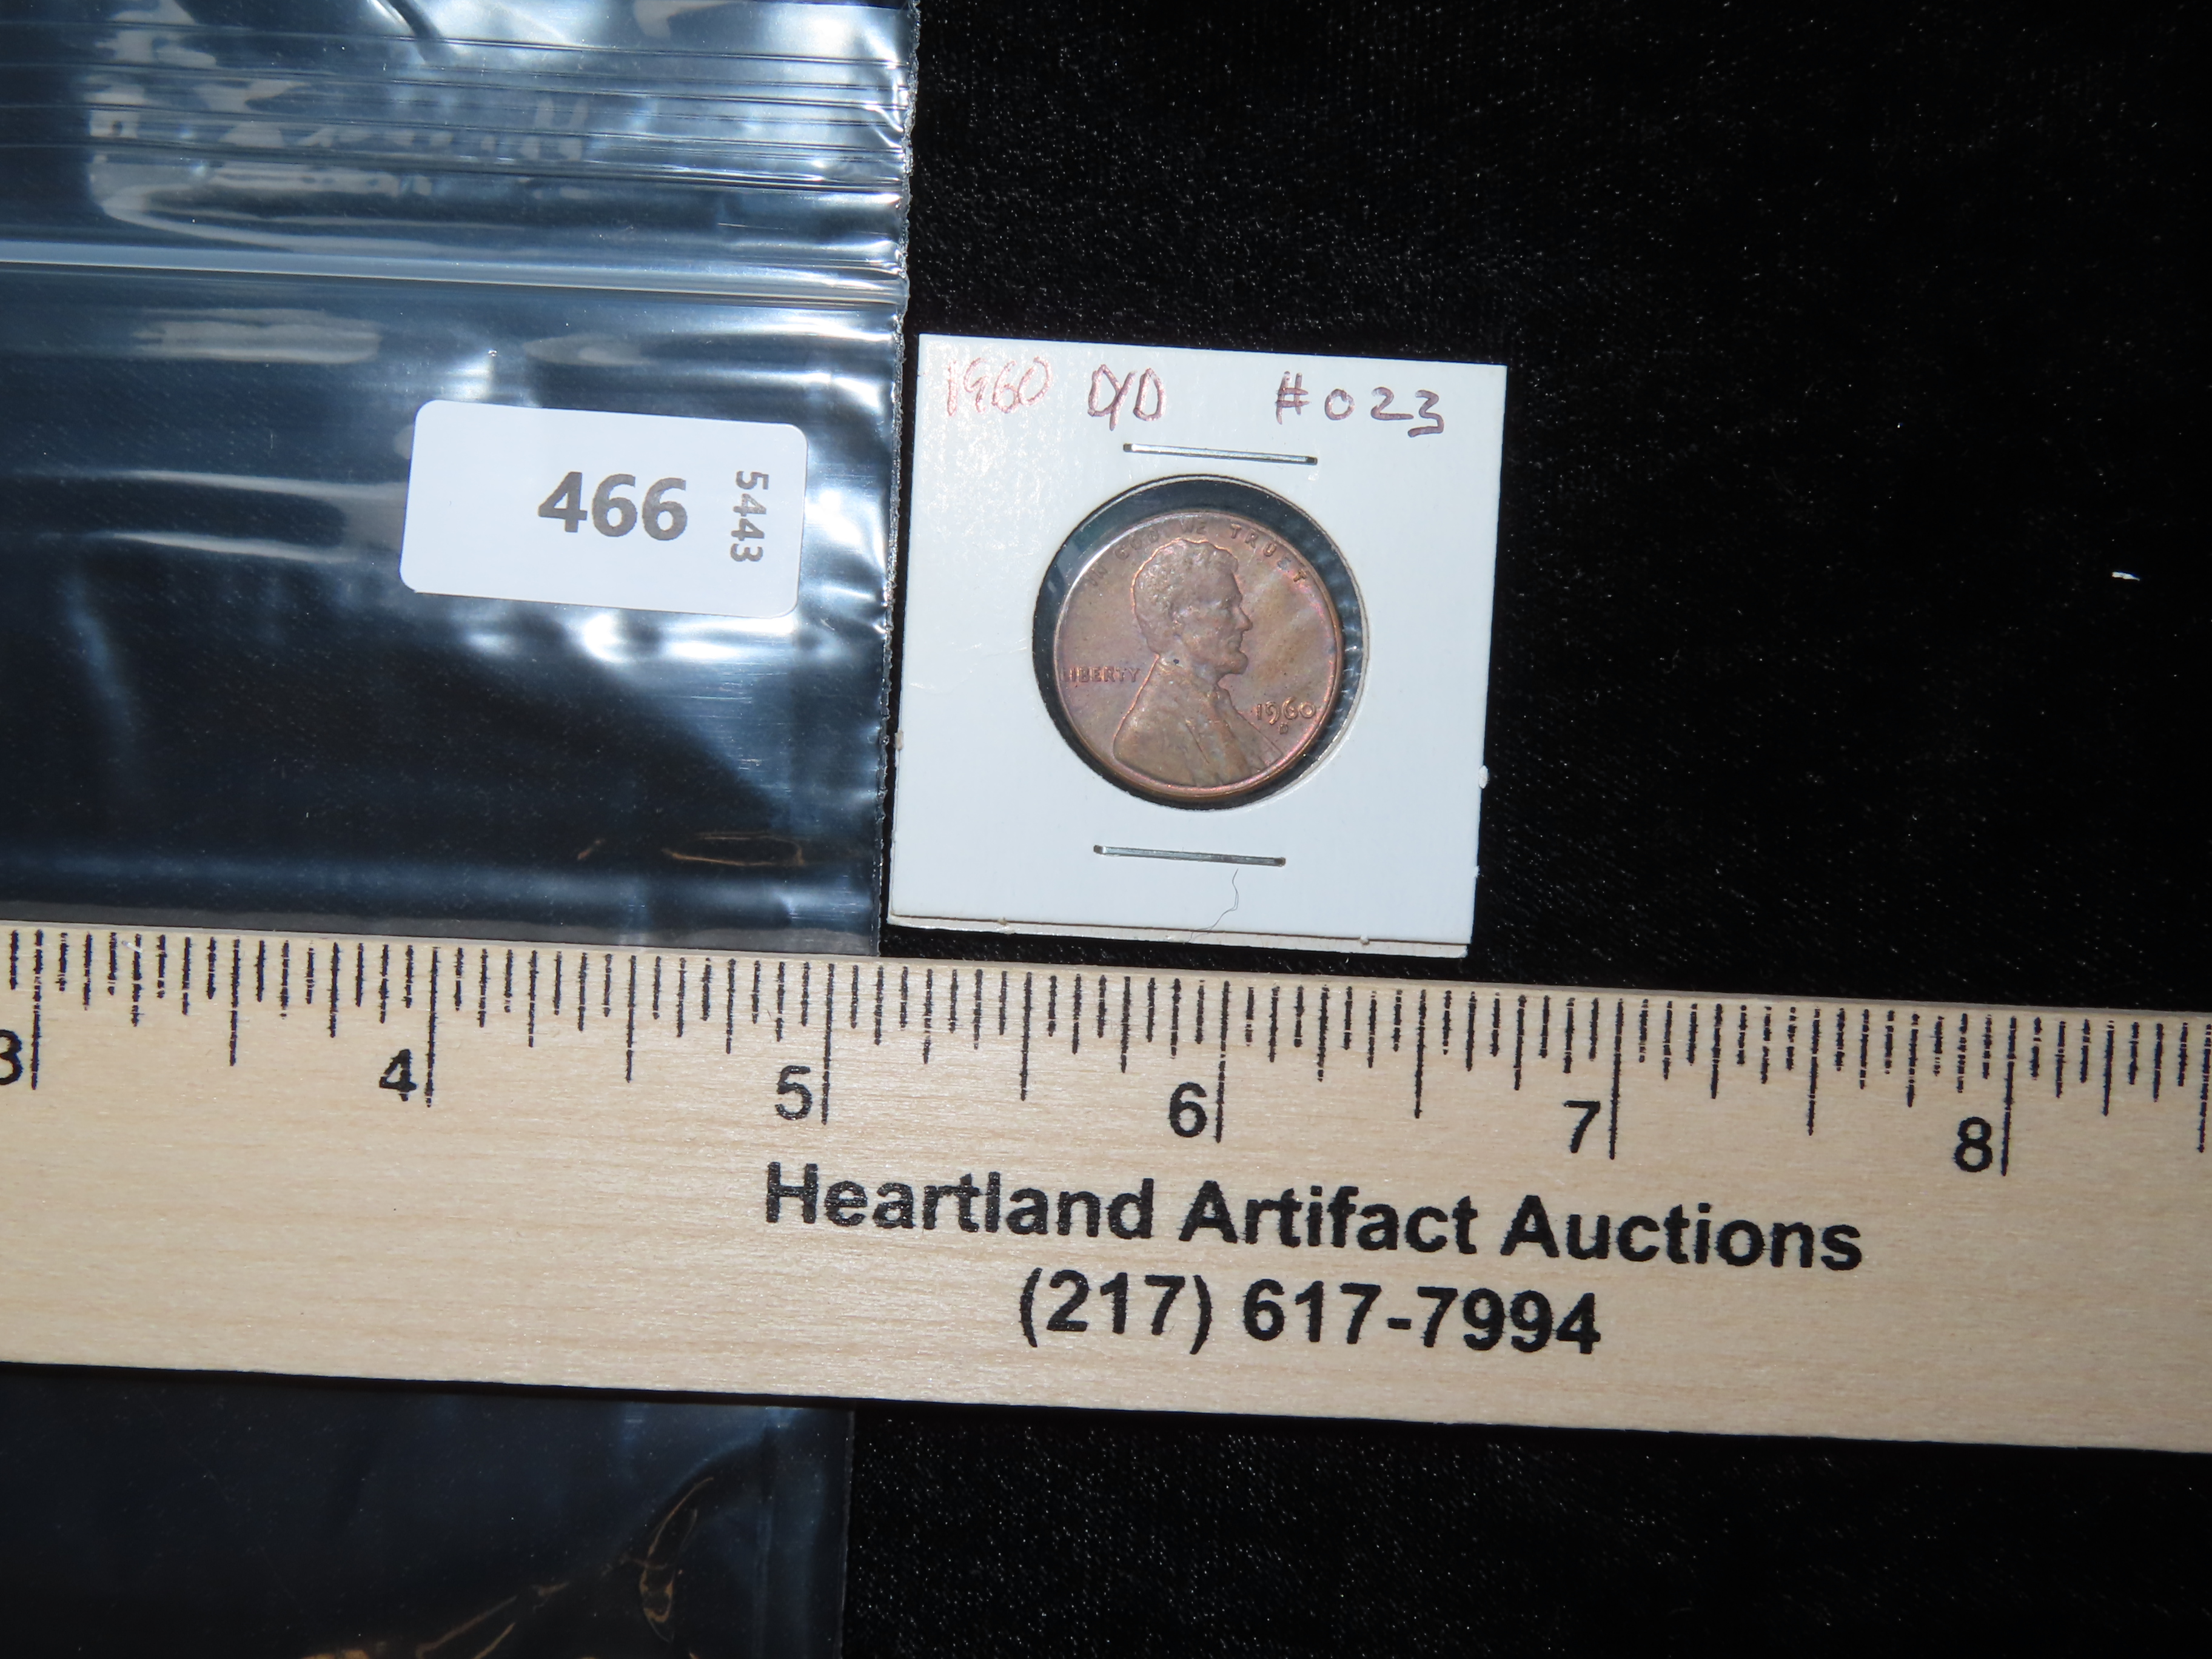 1960 D/D #023
466 5443
IN GOD WE TRUST
LIBERTY
1960
D
3 4 5 6 7 8
Heartland Artifact Auctions
(217) 617-7994